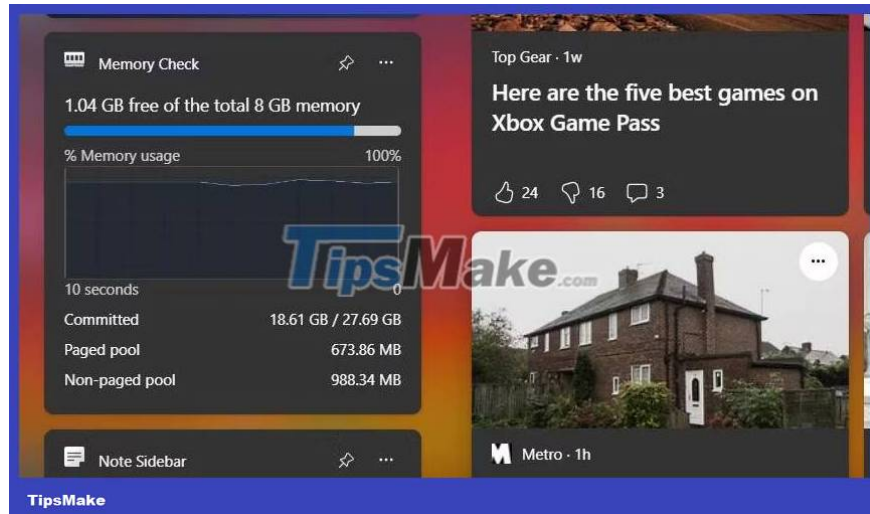 Memory Check
1.04 GB free of the total 8 GB memory
% Memory usage 100%
10 seconds 0
Committed 18.61 GB / 27.69 GB
Paged pool 673.86 MB
Non-paged pool 988.34 MB
Note Sidebar
Top Gear · 1w
Here are the five best games on
Xbox Game Pass
24 16 3
Metro · 1h
TipsMake.com
TipsMake